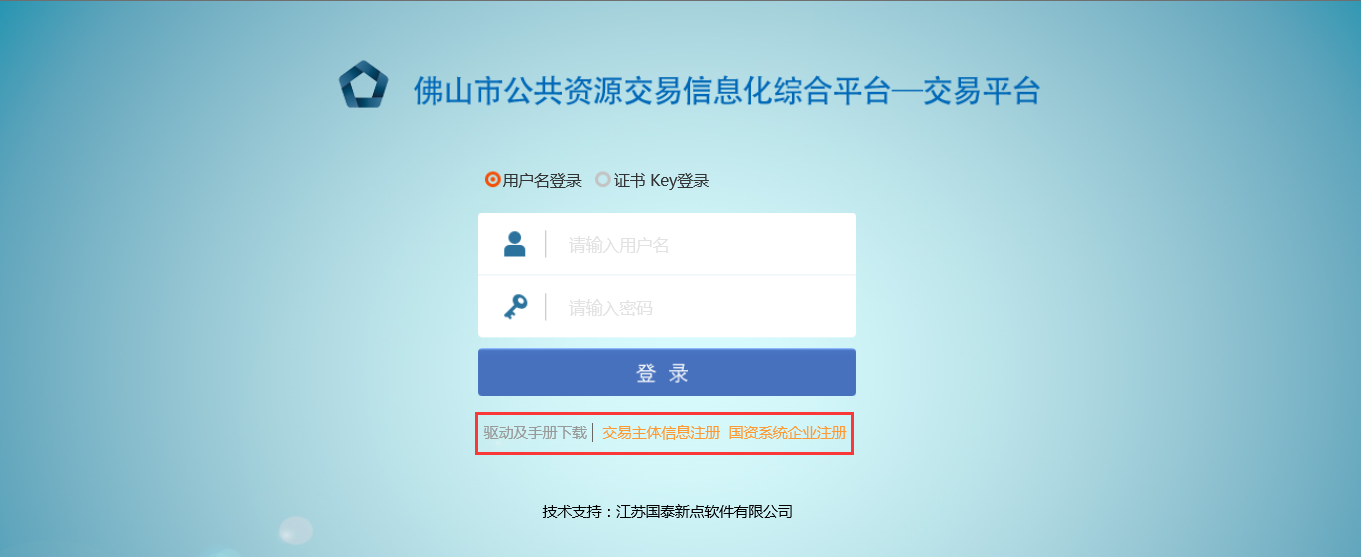 佛山市公共资源交易信息化综合平台—交易平台
用户名登录 证书 Key登录
请输入用户名
请输入密码
登 录
驱动及手册下载 | 交易主体信息注册 国资系统企业注册
技术支持：江苏国泰新点软件有限公司